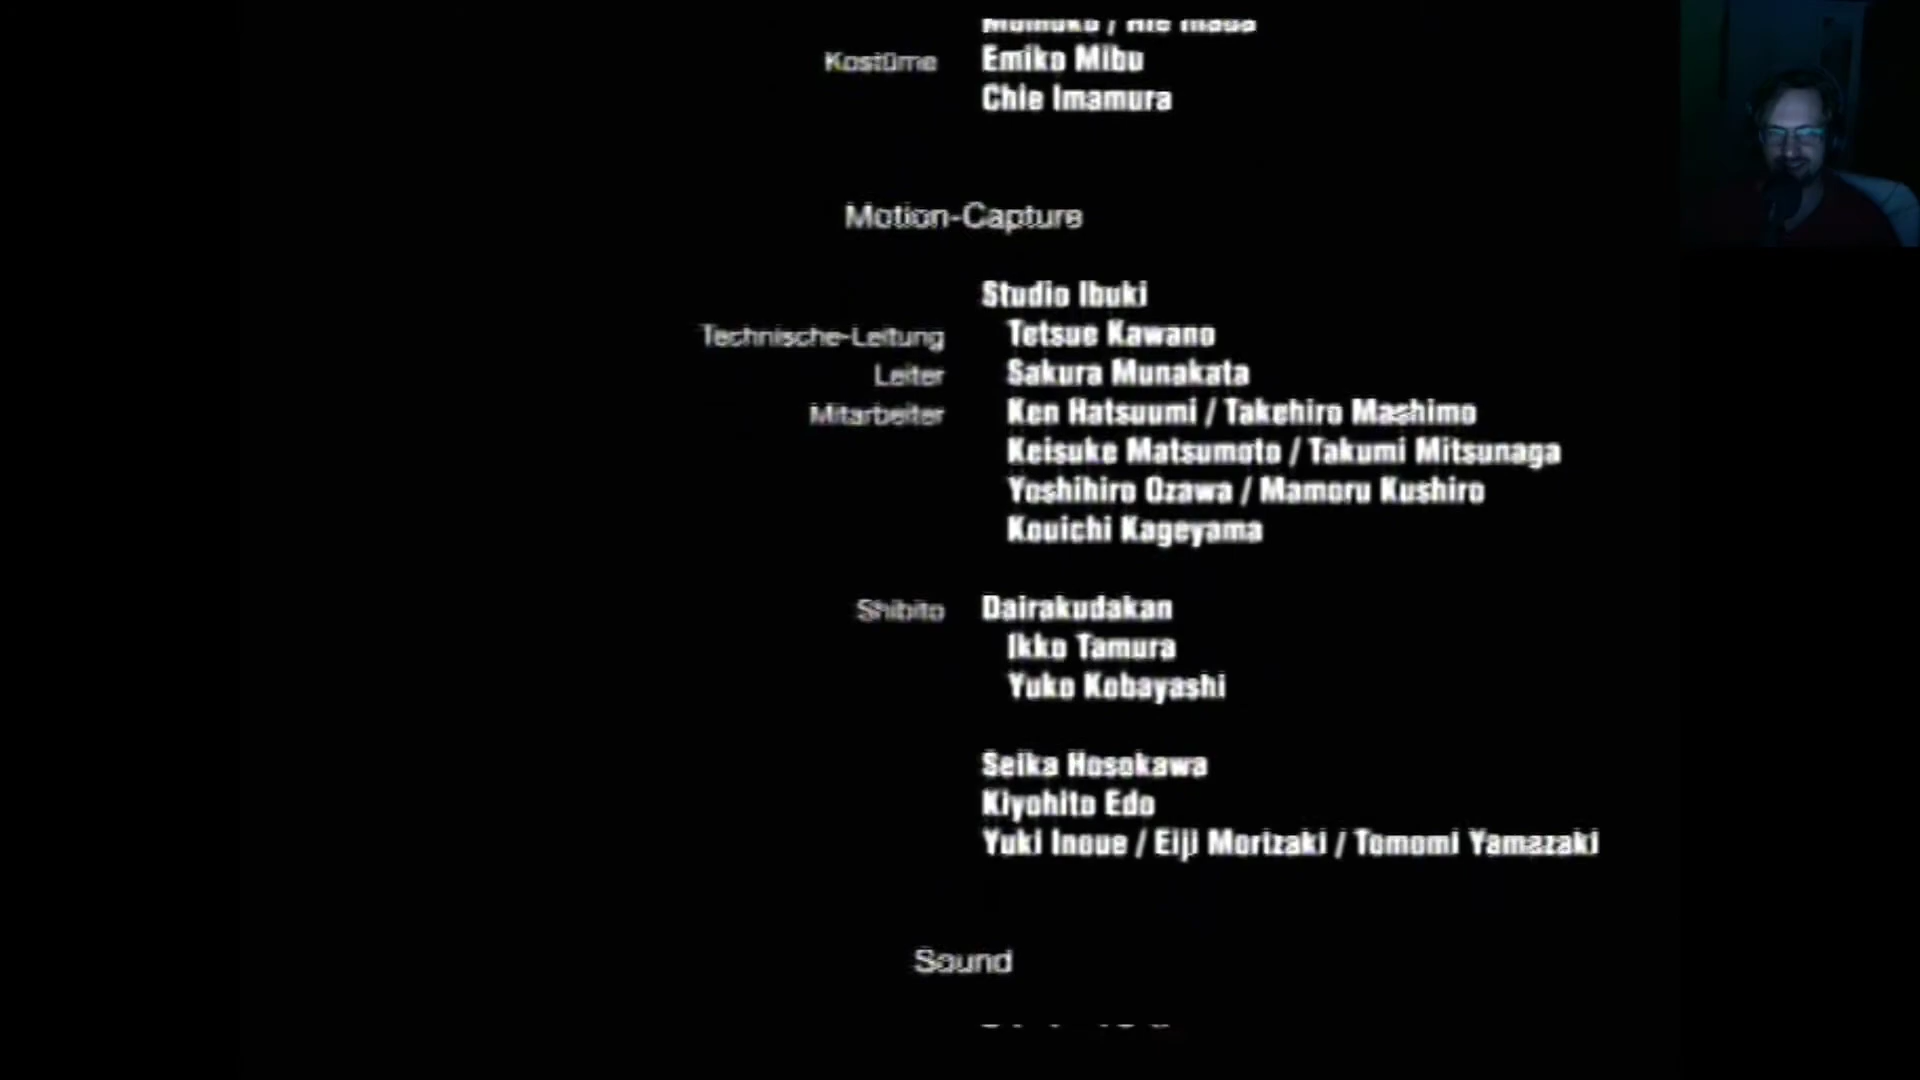 Kostüme Emiko Mibu
Chie Imamura
Motion-Capture
Studio Ibuki
Technische-Leitung Tetsue Kawano
Leiter Sakura Munakata
Mitarbeiter Ken Hatsuumi / Takehiro Mashimo
Keisuke Matsumoto / Takumi Mitsunaga
Yoshihiro Ozawa / Mamoru Kushiro
Kouichi Kageyama
Shibito Dairakudakan
Ikko Tamura
Yuko Kobayashi
Seika Hosokawa
Kiyohito Edo
Yuki Inoue / Eiji Morizaki / Tomomi Yamazaki
Sound